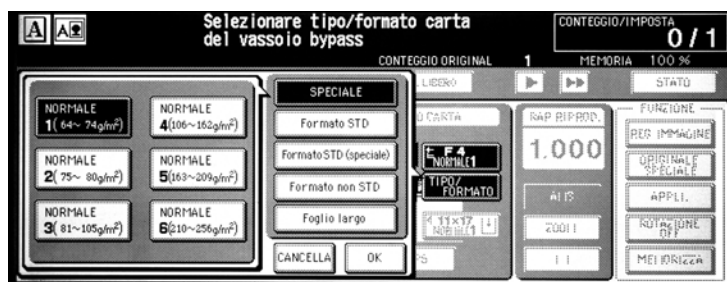 A A
Selezionare tipo/formato carta
del vassoio bypass
CONTEGGIO/IMPOSTA
0/1
CONTEGGIO ORIGINAL 1 MEMORIA 100 %
LIBERO
STATO
NORMALE
1( 64~ 74g/m²)
NORMALE
4(106~162g/m²)
NORMALE
2( 75~ 80g/m²)
NORMALE
5(163~209g/m²)
NORMALE
3( 81~105g/m²)
NORMALE
6(210~256g/m²)
SPECIALE
Formato STD
Formato STD (speciale)
Formato non STD
Foglio largo
CANCELLA
OK
CARTA
F4
NORMALE1
TIPO/
FORMATO
11×17
RAP.RIPROD.
1.000
ZOOM
FUNZIONE
REG IMMAGINE
ORIGINALE
SPECIALE
APPLI.
ROTAZIONE
OFF
MEMORIZZA